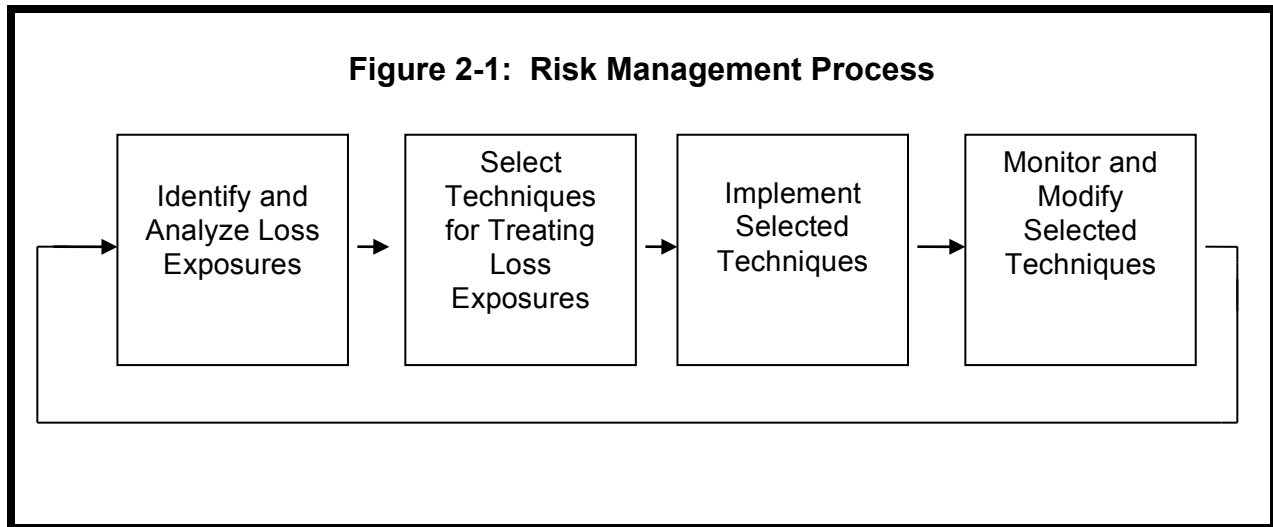 Figure 2-1: Risk Management Process
Identify and
Analyze Loss
Exposures
Select
Techniques
for Treating
Loss
Exposures
Implement
Selected
Techniques
Monitor and
Modify
Selected
Techniques